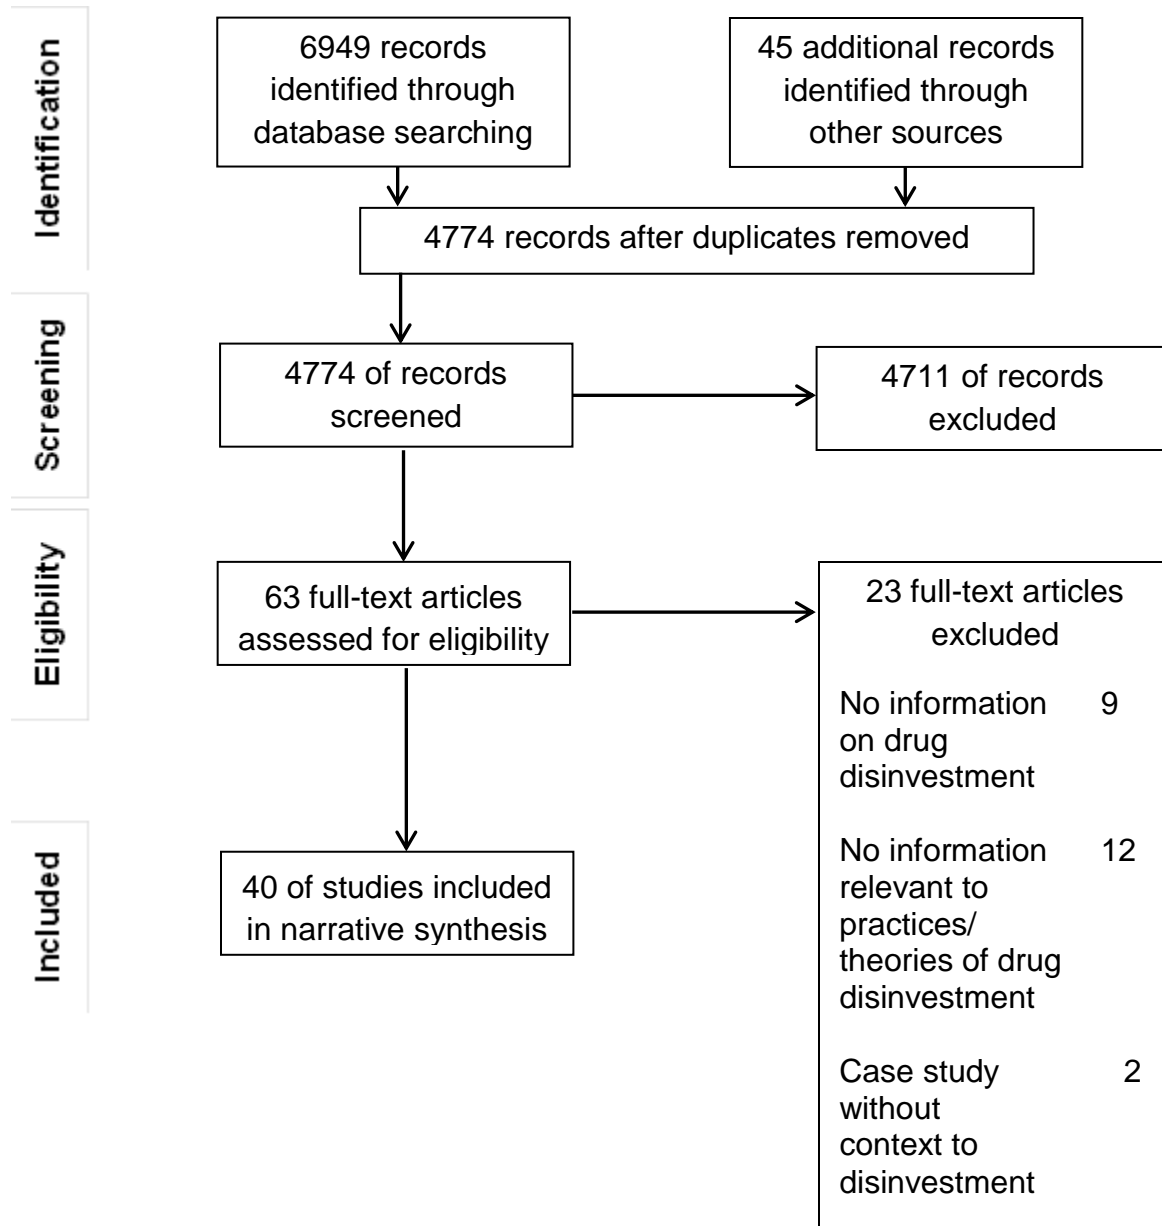 Identification
6949 records
identified through
database searching
45 additional records
identified through
other sources
4774 records after duplicates removed
Screening
4774 of records
screened
4711 of records
excluded
Eligibility
63 full-text articles
assessed for eligibility
23 full-text articles
excluded
No information 9
on drug
disinvestment
No information 12
relevant to
practices/
theories of drug
disinvestment
Case study 2
without
context to
disinvestment
Included
40 of studies included
in narrative synthesis